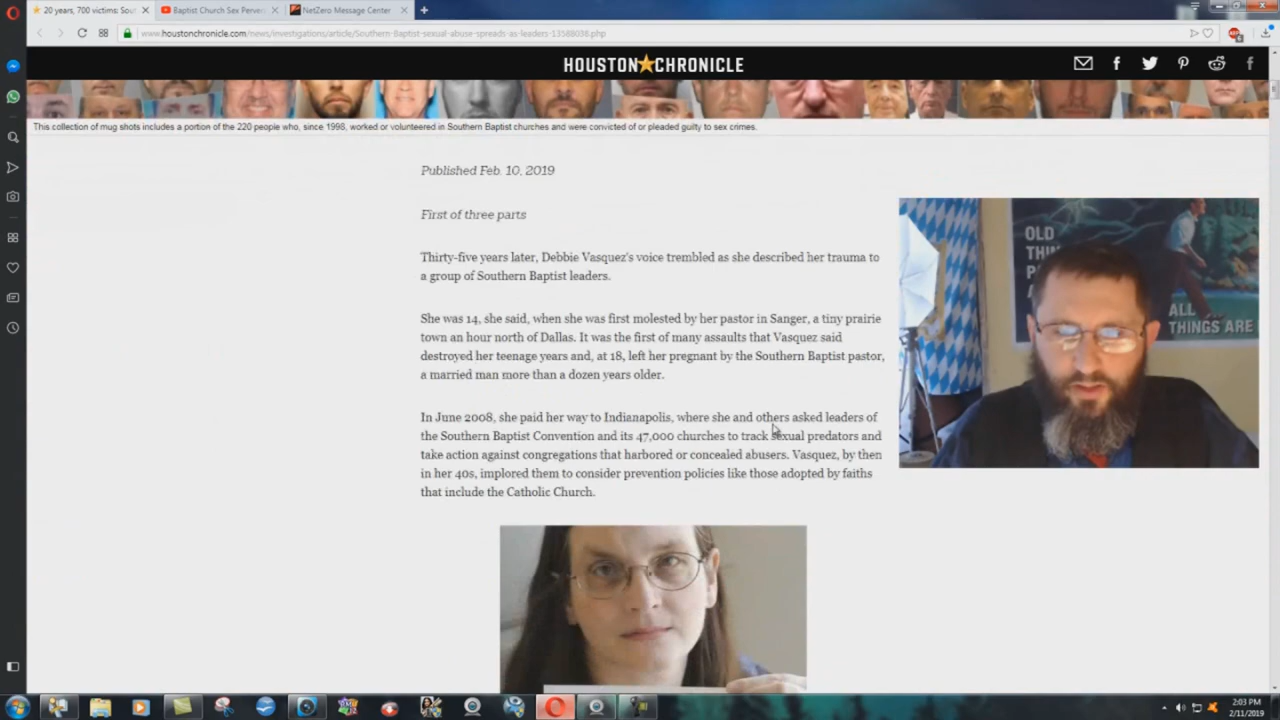 20 years, 700 victims: Sou
Baptist Church Sex Perver
NetZero Message Center
www.houstonchronicle.com/news/investigations/article/Southern-Baptist-sexual-abuse-spreads-as-leaders-13588038.php
HOUSTON CHRONICLE
This collection of mug shots includes a portion of the 220 people who, since 1998, worked or volunteered in Southern Baptist churches and were convicted of or pleaded guilty to sex crimes.
Published Feb. 10, 2019
First of three parts
Thirty-five years later, Debbie Vasquez's voice trembled as she described her trauma to
a group of Southern Baptist leaders.
She was 14, she said, when she was first molested by her pastor in Sanger, a tiny prairie
town an hour north of Dallas. It was the first of many assaults that Vasquez said
destroyed her teenage years and, at 18, left her pregnant by the Southern Baptist pastor,
a married man more than a dozen years older.
In June 2008, she paid her way to Indianapolis, where she and others asked leaders of
the Southern Baptist Convention and its 47,000 churches to track sexual predators and
take action against congregations that harbored or concealed abusers. Vasquez, by then
in her 40s, implored them to consider prevention policies like those adopted by faiths
that include the Catholic Church.
OLD
ALL
THINGS ARE
2:03 PM
2/11/2019